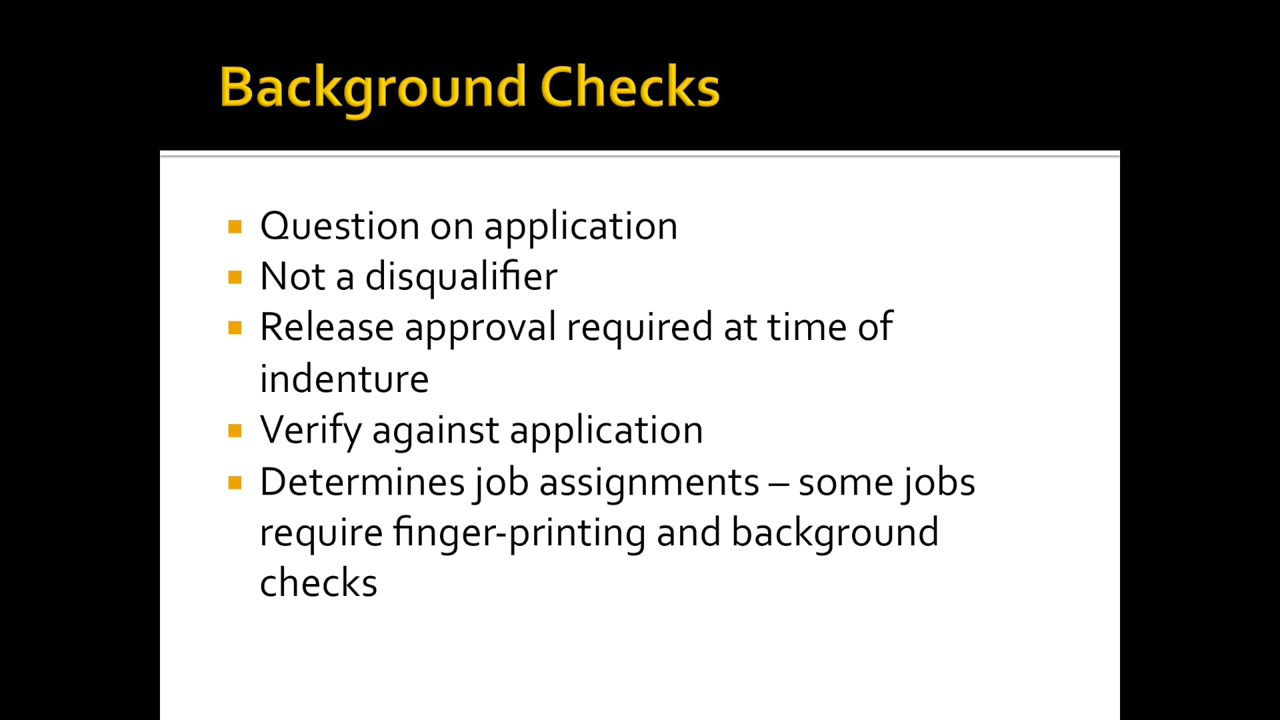 Background Checks
Question on application
Not a disqualifier
Release approval required at time of
indenture
Verify against application
Determines job assignments – some jobs
require finger-printing and background
checks